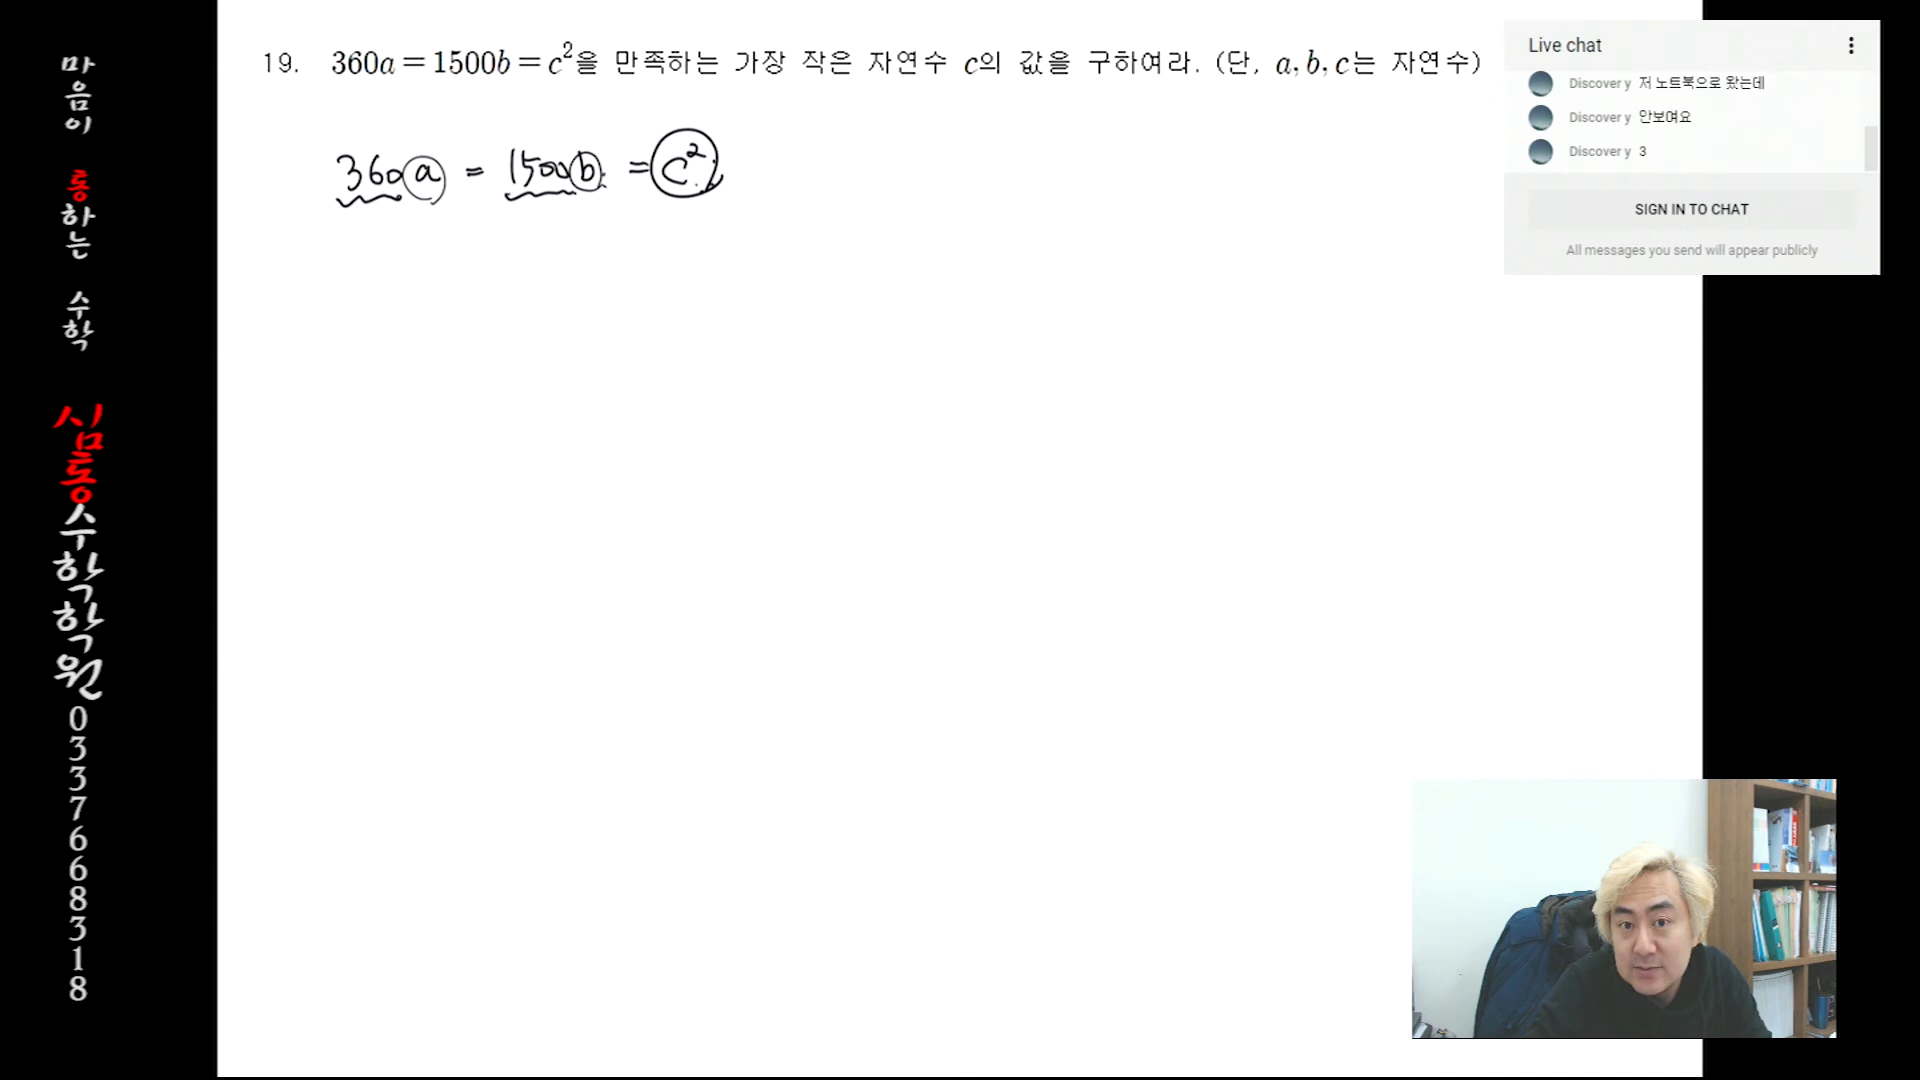 마음이 통하는 수학
심통수학학원
0337668318
19. 360a = 1500b = c²을 만족하는 가장 작은 자연수 c의 값을 구하여라. (단, a, b, c는 자연수)
360a = 1500b = c²
Live chat
Discover y 저 노트북으로 왔는데
Discover y 안보여요
Discover y 3
SIGN IN TO CHAT
All messages you send will appear publicly